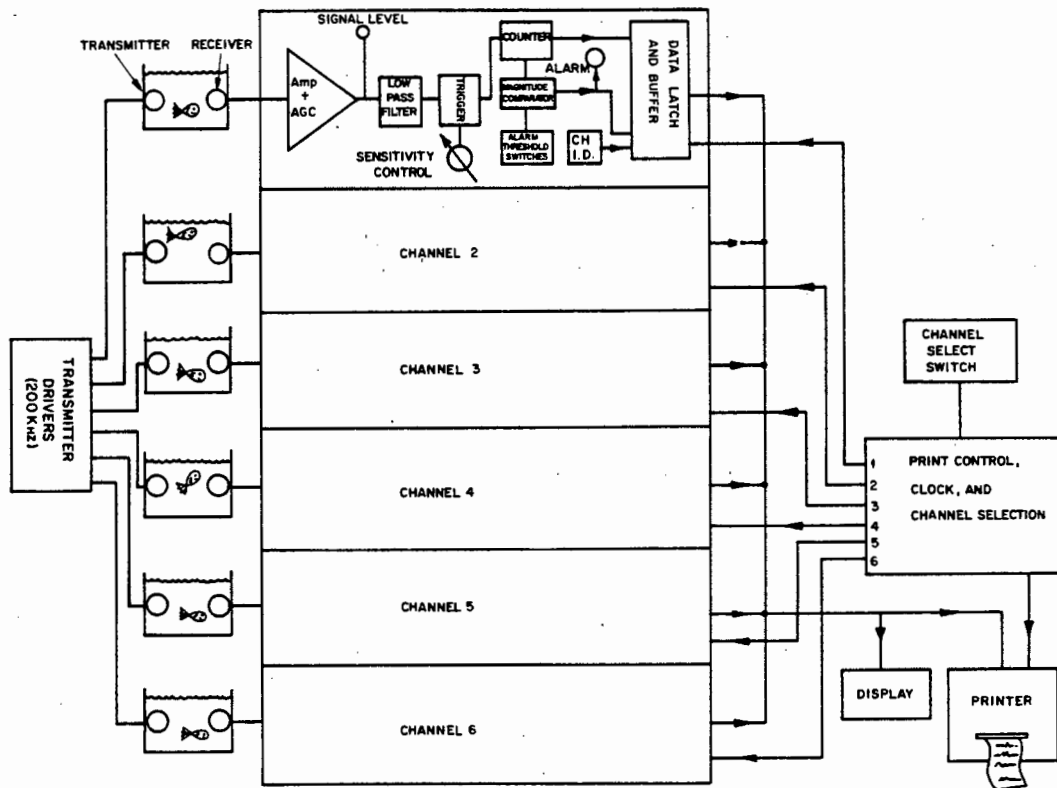 SIGNAL LEVEL
TRANSMITTER
RECEIVER
Amp
+
AGC
LOW
PASS
FILTER
TRIGGER
SENSITIVITY
CONTROL
COUNTER
MAGNITUDE
COMPARATOR
ALARM
THRESHOLD
SWITCHES
ALARM
CH
I.D.
DATA LATCH
AND BUFFER
CHANNEL 2
CHANNEL 3
CHANNEL 4
CHANNEL 5
CHANNEL 6
TRANSMITTER
DRIVERS
(200KHZ)
CHANNEL
SELECT
SWITCH
1
2
3
4
5
6
PRINT CONTROL,
CLOCK, AND
CHANNEL SELECTION
DISPLAY
PRINTER